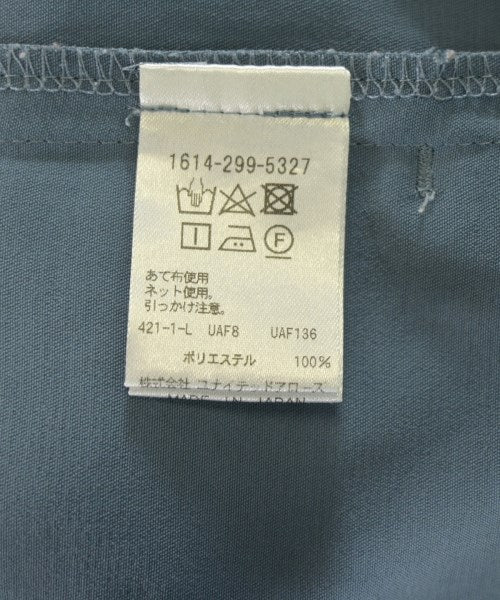 1614-299-5327
I
F
あて布使用
ネット使用。
引っかけ注意。
421-1-L UAF8 UAF136
ポリエステル 100%
株式会社 ユナイテッドアローズ
MADE IN JAPAN